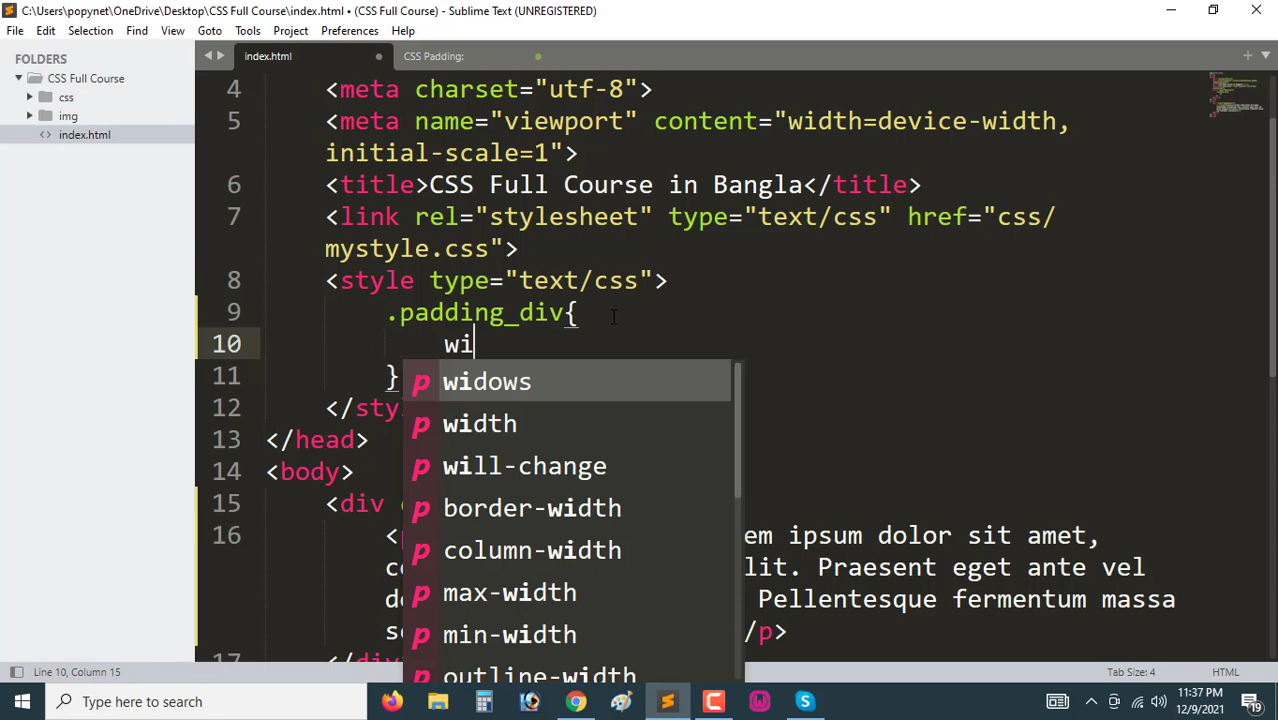 C:\Users\popynet\OneDrive\Desktop\CSS Full Course\index.html • (CSS Full Course) - Sublime Text (UNREGISTERED)
File Edit Selection Find View Goto Tools Project Preferences Help
FOLDERS
CSS Full Course
css
img
index.html
index.html CSS Padding:
4 <meta charset="utf-8">
5 <meta name="viewport" content="width=device-width,
initial-scale=1">
6 <title>CSS Full Course in Bangla</title>
7 <link rel="stylesheet" type="text/css" href="css/
mystyle.css">
8 <style type="text/css">
9 .padding_div{
10 wi
11 }
12 </sty
13 </head>
14 <body>
15 <div
16 em ipsum dolor sit amet,
lit. Praesent eget ante vel
Pellentesque fermentum massa
/p>
17 </div
p widows
p width
p will-change
p border-width
p column-width
p max-width
p min-width
p outline-width
Line 10, Column 15 Tab Size: 4 HTML
Type here to search
11:37 PM
12/9/2021
19